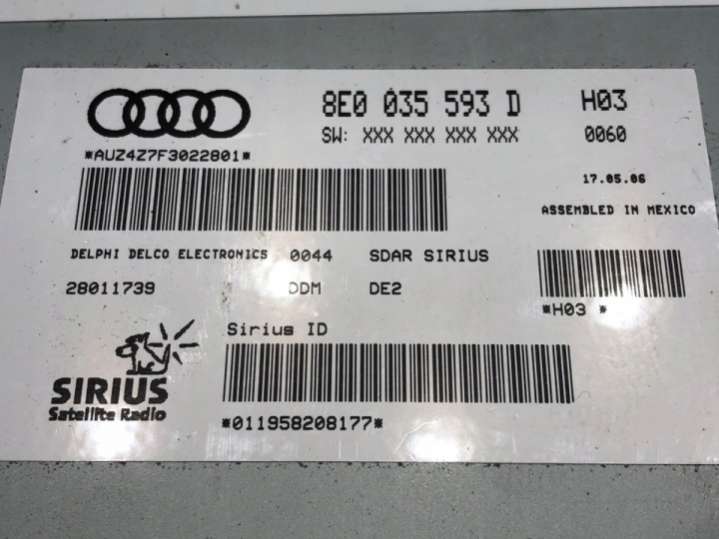 8E0 035 593 D H03
SW: XXX XXX XXX XXX 0060
*AUZ4Z7F3022801*
17.05.06
ASSEMBLED IN MEXICO
DELPHI DELCO ELECTRONICS 0044 SDAR SIRIUS
28011739 DDM DE2
*H03 *
Sirius ID
SIRIUS
Satellite Radio
*011958208177*